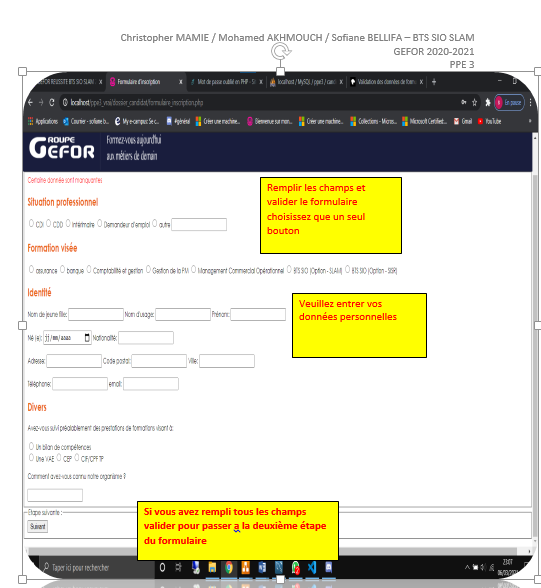 Christopher MAMIE / Mohamed AKHMOUCH / Sofiane BELLIFA – BTS SIO SLAM
GEFOR 2020-2021
PPE 3
Formulaire d'inscription
Mot de passe oublié en PHP - Si
localhost / MySQL / ppe3 / cand
Validation des données de form
localhost/ppe3_vrai/dossier_candidat/formulaire_inscription.php
En pause
Applications
Courrier - sofiane b...
My e-campus: Se c...
#général
Créer une machine...
Bienvenue sur mon...
Créer une machine...
Collections - Micros...
Microsoft Certified:...
Gmail
YouTube
GROUPE
GEFOR
Formez-vous aujourd'hui
aux métiers de demain
Certaine donnée sont manquantes
Situation professionnel
CDI CDD Intérimaire Demandeur d'emploi autre
Remplir les champs et
valider le formulaire
choisissez que un seul
bouton
Formation visée
assurance banque Comptabilité et gestion Gestion de la PM Management Commercial Opérationnel BTS SIO (Option - SLAM) BTS SIO (Option - SISR)
Identité
Nom de jeune fille: Nom d'usage: Prénom:
Né (e): jj/mm/aaaa Nationalité:
Adresse: Code postal: Ville:
téléphone: email:
Veuillez entrer vos
données personnelles
Divers
Avez-vous suivi préalablement des prestations de formations visant à:
Un bilan de compétences
Une VAE CEP CIF/CPF TP
Comment avez-vous connu notre organisme ?
Etape suivante :
Suivant
Si vous avez rempli tous les champs
valider pour passer a la deuxième étape
du formulaire
Taper ici pour rechercher
23:07